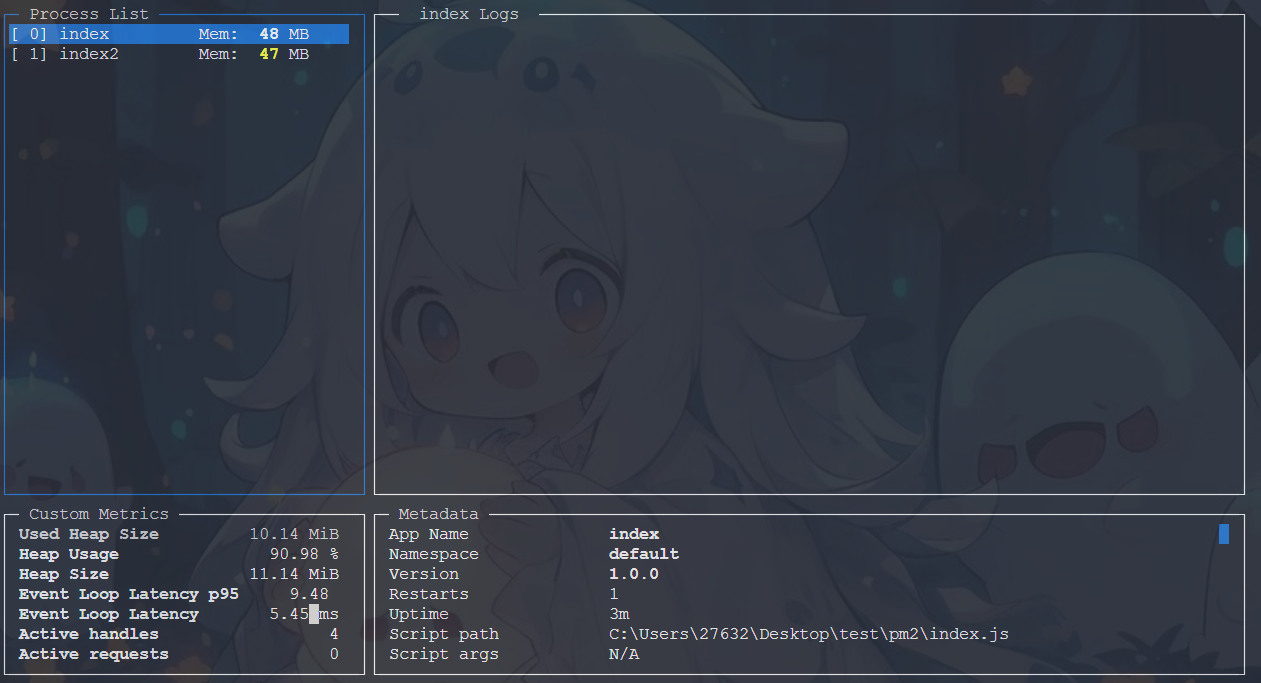 Process List
[ 0] index Mem: 48 MB
[ 1] index2 Mem: 47 MB
index Logs
Custom Metrics
Used Heap Size 10.14 MiB
Heap Usage 90.98 %
Heap Size 11.14 MiB
Event Loop Latency p95 9.48
Event Loop Latency 5.45 ms
Active handles 4
Active requests 0
Metadata
App Name index
Namespace default
Version 1.0.0
Restarts 1
Uptime 3m
Script path C:\Users\27632\Desktop\test\pm2\index.js
Script args N/A